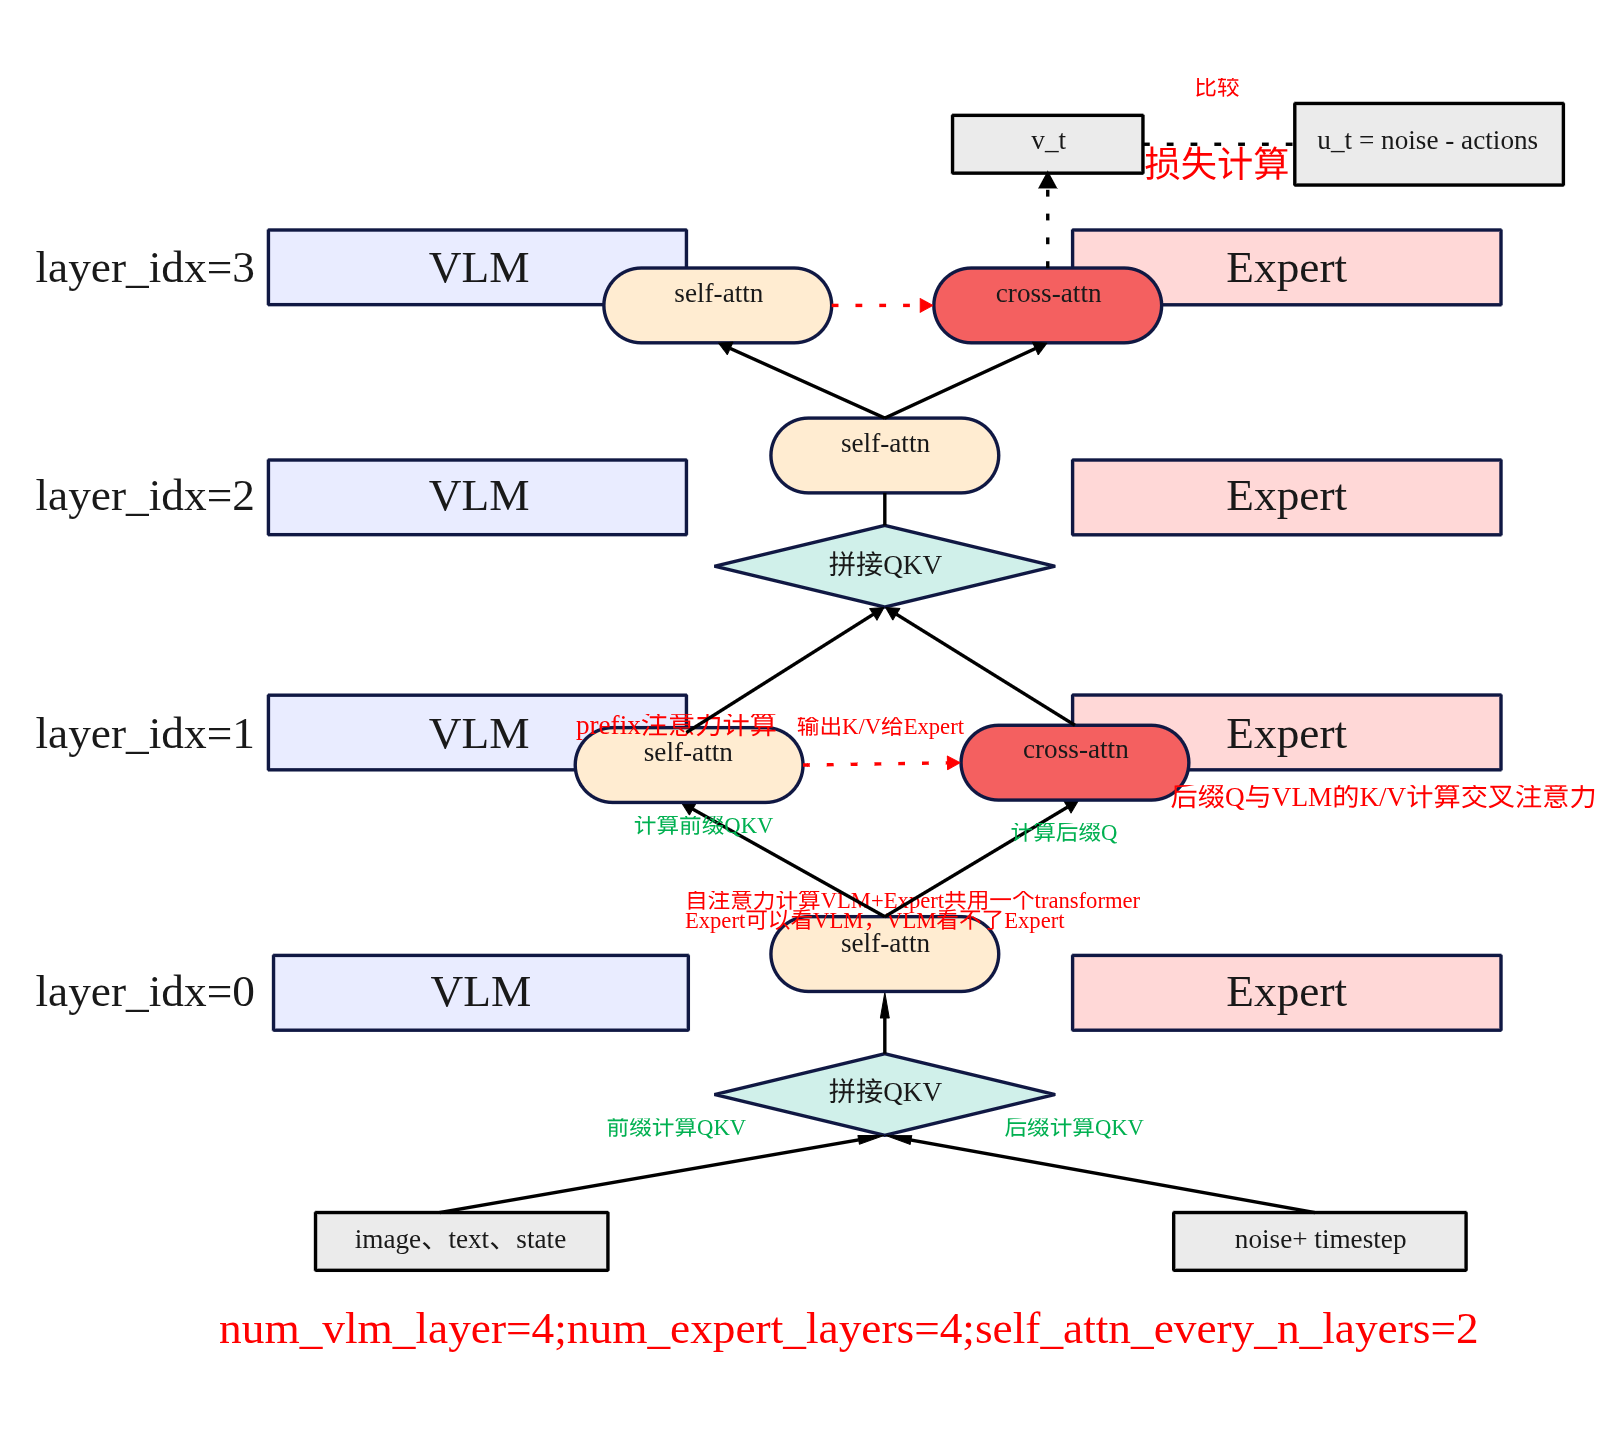 比较
v_t
u_t = noise - actions
损失计算
layer_idx=3
VLM
Expert
self-attn
cross-attn
self-attn
layer_idx=2
VLM
Expert
拼接QKV
layer_idx=1
VLM
Expert
prefix注意力计算
输出K/V给Expert
self-attn
cross-attn
后缀Q与VLM的K/V计算交叉注意力
计算前缀QKV
计算后缀Q
自注意力计算VLM+Expert共用一个transformer
Expert可以看VLM，VLM看不了Expert
self-attn
layer_idx=0
VLM
Expert
拼接QKV
前缀计算QKV
后缀计算QKV
image、text、state
noise+ timestep
num_vlm_layer=4;num_expert_layers=4;self_attn_every_n_layers=2